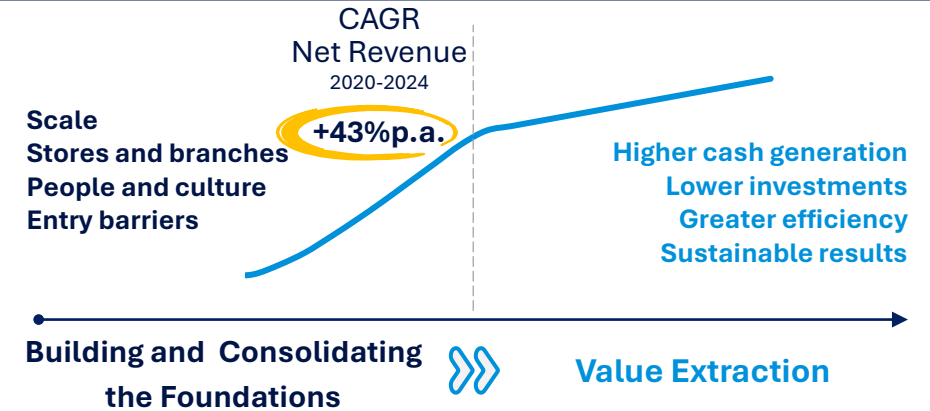 CAGR
Net Revenue
2020-2024
+43%p.a.
Scale
Stores and branches
People and culture
Entry barriers
Higher cash generation
Lower investments
Greater efficiency
Sustainable results
Building and Consolidating
the Foundations
Value Extraction